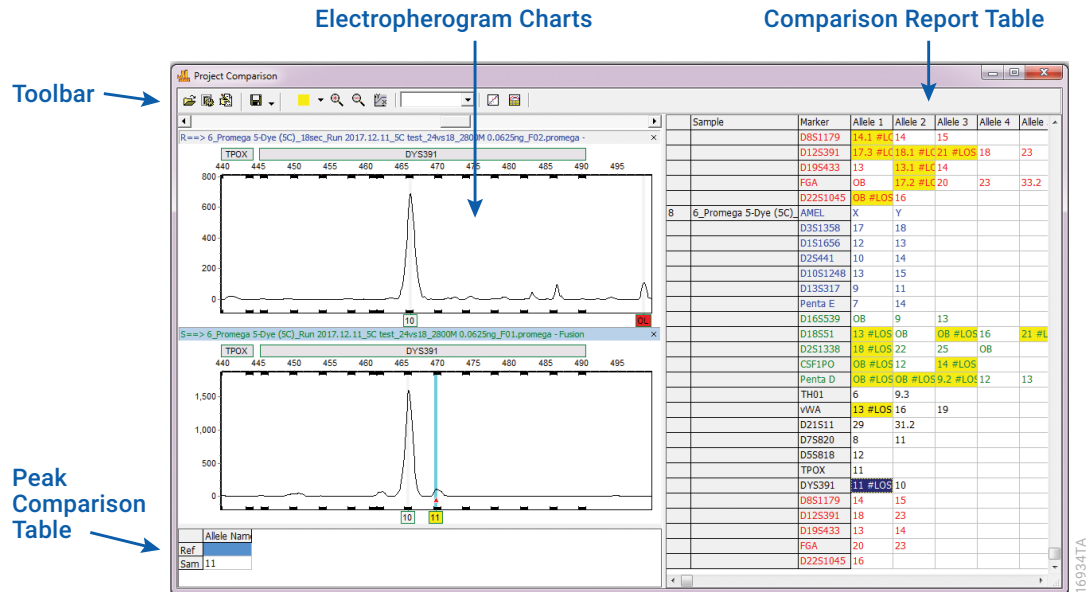 Electropherogram Charts
Comparison Report Table
Toolbar
Peak
Comparison
Table
Project Comparison
R==> 6_Promega 5-Dye (5C)_18sec_Run 2017.12.11_5C test_24vs18_2800M 0.0625ng_F02.promega -
TPOX DYS391
440 445 450 455 460 465 470 475 480 485 490 495
800
600
400
200
0
10 OL
S==> 6_Promega 5-Dye (5C)_Run 2017.12.11_5C test_24vs18_2800M 0.0625ng_F01.promega - Fusion
TPOX DYS391
440 445 450 455 460 465 470 475 480 485 490 495
1,500
1,000
500
0
10 11
Allele Name
Ref
Sam 11
Sample Marker Allele 1 Allele 2 Allele 3 Allele 4 Allele
D8S1179 14.1 #LO 14 15
D12S391 17.3 #LO 18.1 #LO 21 #LOS 18 23
D19S433 13 13.1 #LO 14
FGA OB 17.2 #LO 20 23 33.2
D22S1045 OB #LOS 16
8 6_Promega 5-Dye (5C)_ AMEL X Y
D3S1358 17 18
D1S1656 12 13
D2S441 10 14
D10S1248 13 15
D13S317 9 11
Penta E 7 14
D16S539 OB 9 13
D18S51 13 #LOS OB OB #LOS 16 21 #L
D2S1338 18 #LOS 22 25 OB
CSF1PO OB #LOS 12 14 #LOS
Penta D OB #LOS OB #LOS 9.2 #LOS 12 13
TH01 6 9.3
vWA 13 #LOS 16 19
D21S11 29 31.2
D7S820 8 11
D5S818 12
TPOX 11
DYS391 11 #LOS 10
D8S1179 14 15
D12S391 18 23
D19S433 13 14
FGA 20 23
D22S1045 16
16934TA